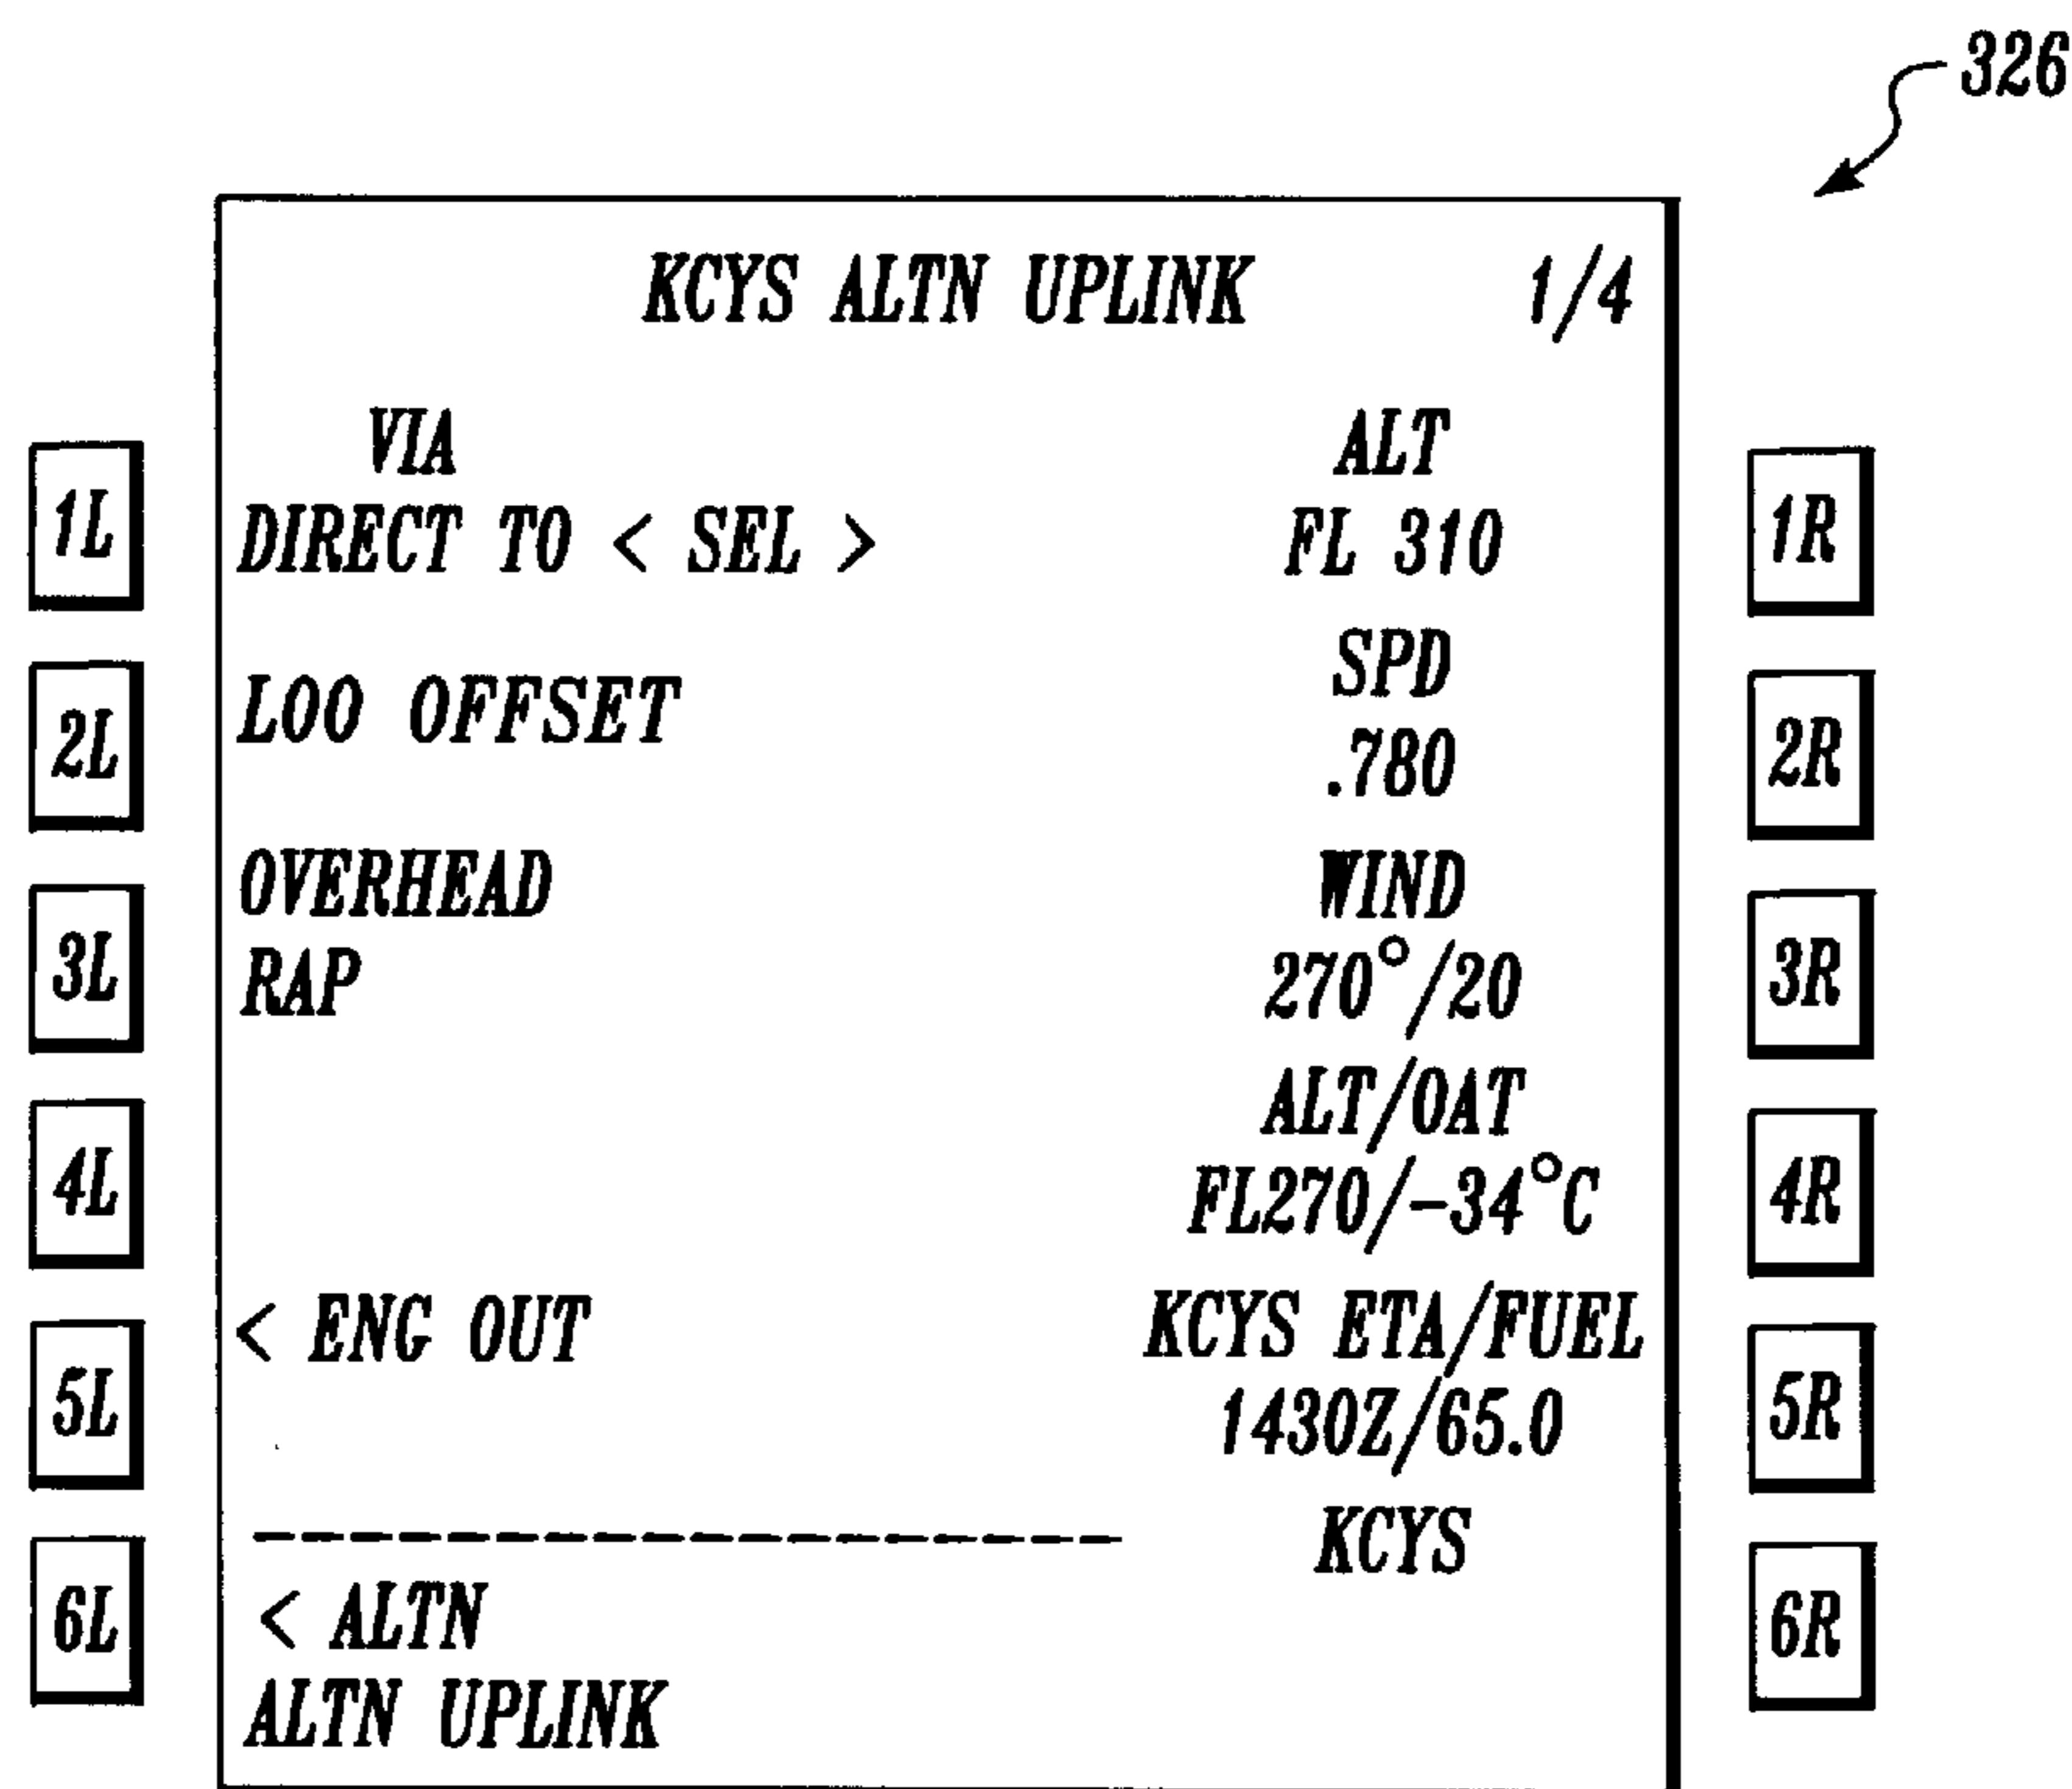 326
KCYS ALTN UPLINK 1/4
VIA ALT
1L DIRECT TO < SEL > FL 310 1R
SPD
2L LOO OFFSET .780 2R
OVERHEAD WIND
3L RAP 270°/20 3R
ALT/OAT
4L FL270/-34°C 4R
< ENG OUT KCYS ETA/FUEL
5L 1430Z/65.0 5R
------------------ KCYS
6L < ALTN 6R
ALTN UPLINK